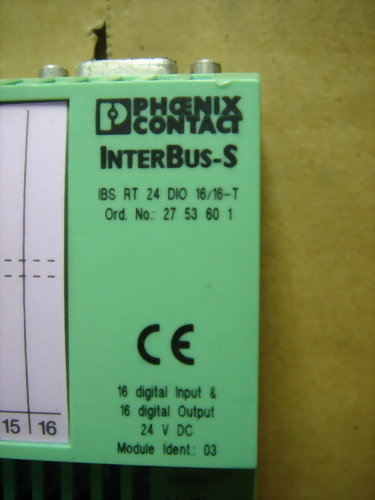 PHŒNIX
CONTACT
INTERBUS-S
IBS RT 24 DIO 16/16-T
Ord. No.: 27 53 60 1
CE
16 digital Input &
16 digital Output
24 V DC
Module Ident.: 03
15 16